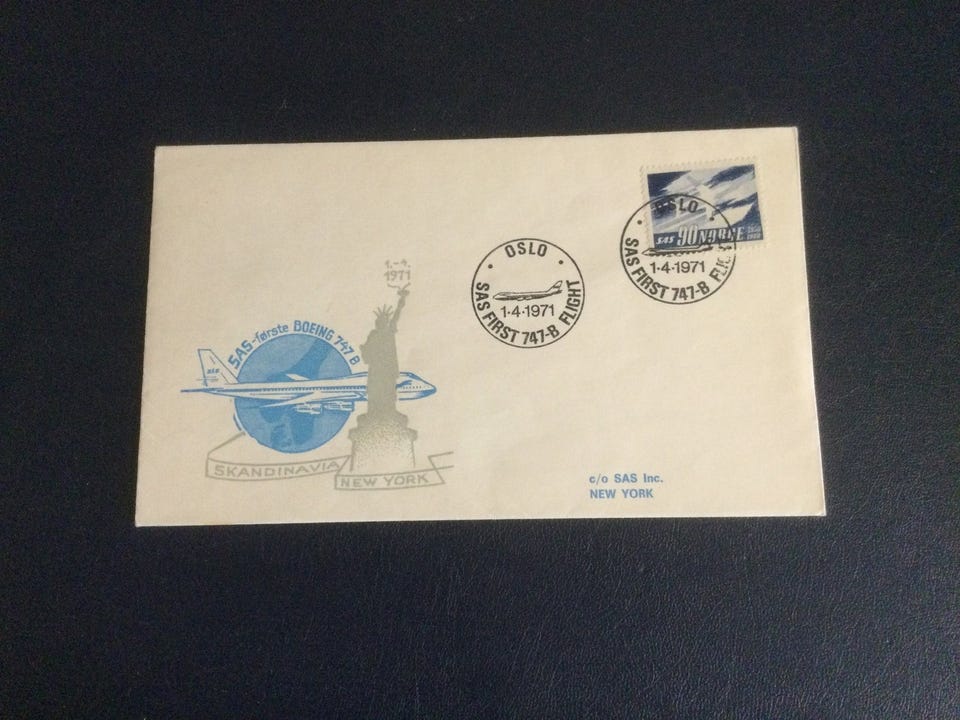 OSLO
SAS FIRST 747-B FLIGHT
1·4·1971
SAS 90 NORGE
OSLO
SAS FIRST 747-B FLIGHT
1·4·1971
1.-4.
1971
SAS-første BOEING 747 B
SAS
SKANDINAVIA
NEW YORK
c/o SAS Inc.
NEW YORK